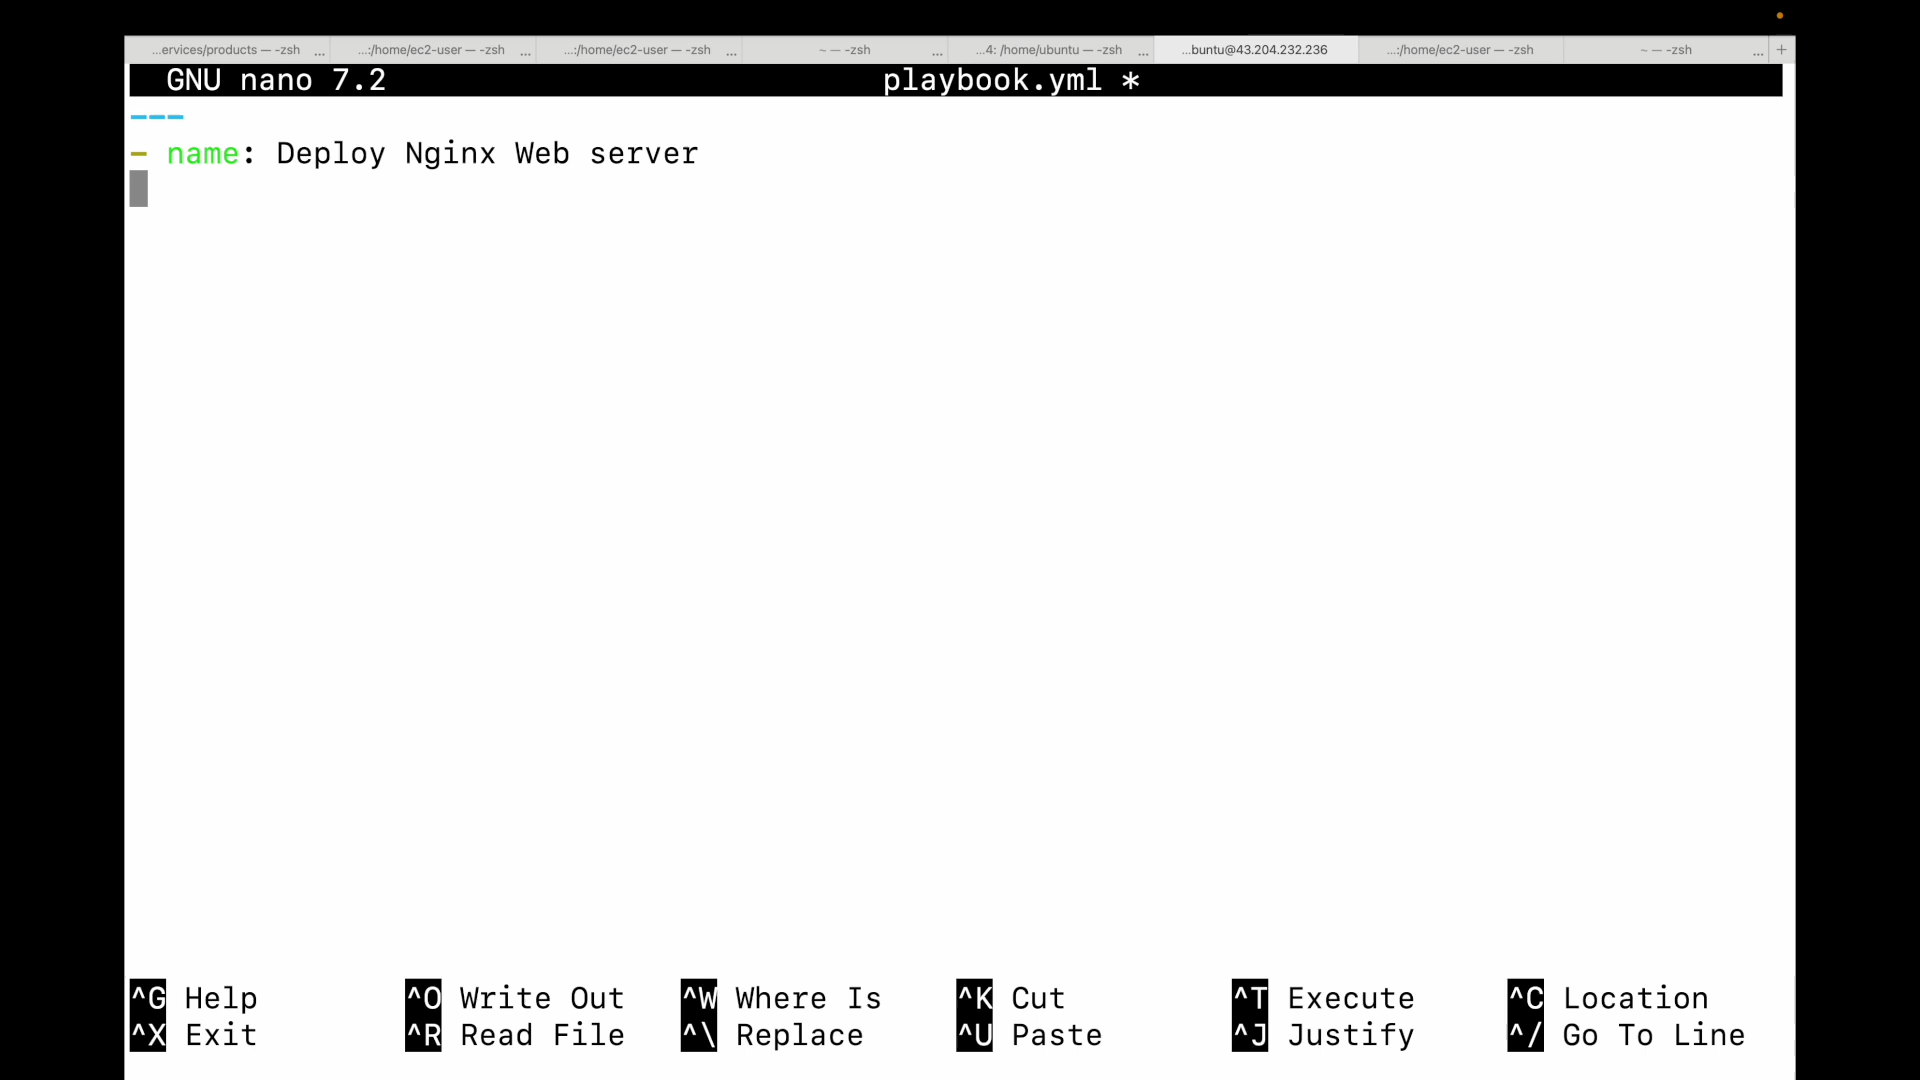 ...ervices/products — -zsh ... ...:/home/ec2-user — -zsh ... ...:/home/ec2-user — -zsh ... ~ — -zsh ... ...4: /home/ubuntu — -zsh ... ...buntu@43.204.232.236 ...:/home/ec2-user — -zsh ~ — -zsh ... +
GNU nano 7.2 playbook.yml *
---
- name: Deploy Nginx Web server
^G Help ^O Write Out ^W Where Is ^K Cut ^T Execute ^C Location
^X Exit ^R Read File ^\ Replace ^U Paste ^J Justify ^/ Go To Line